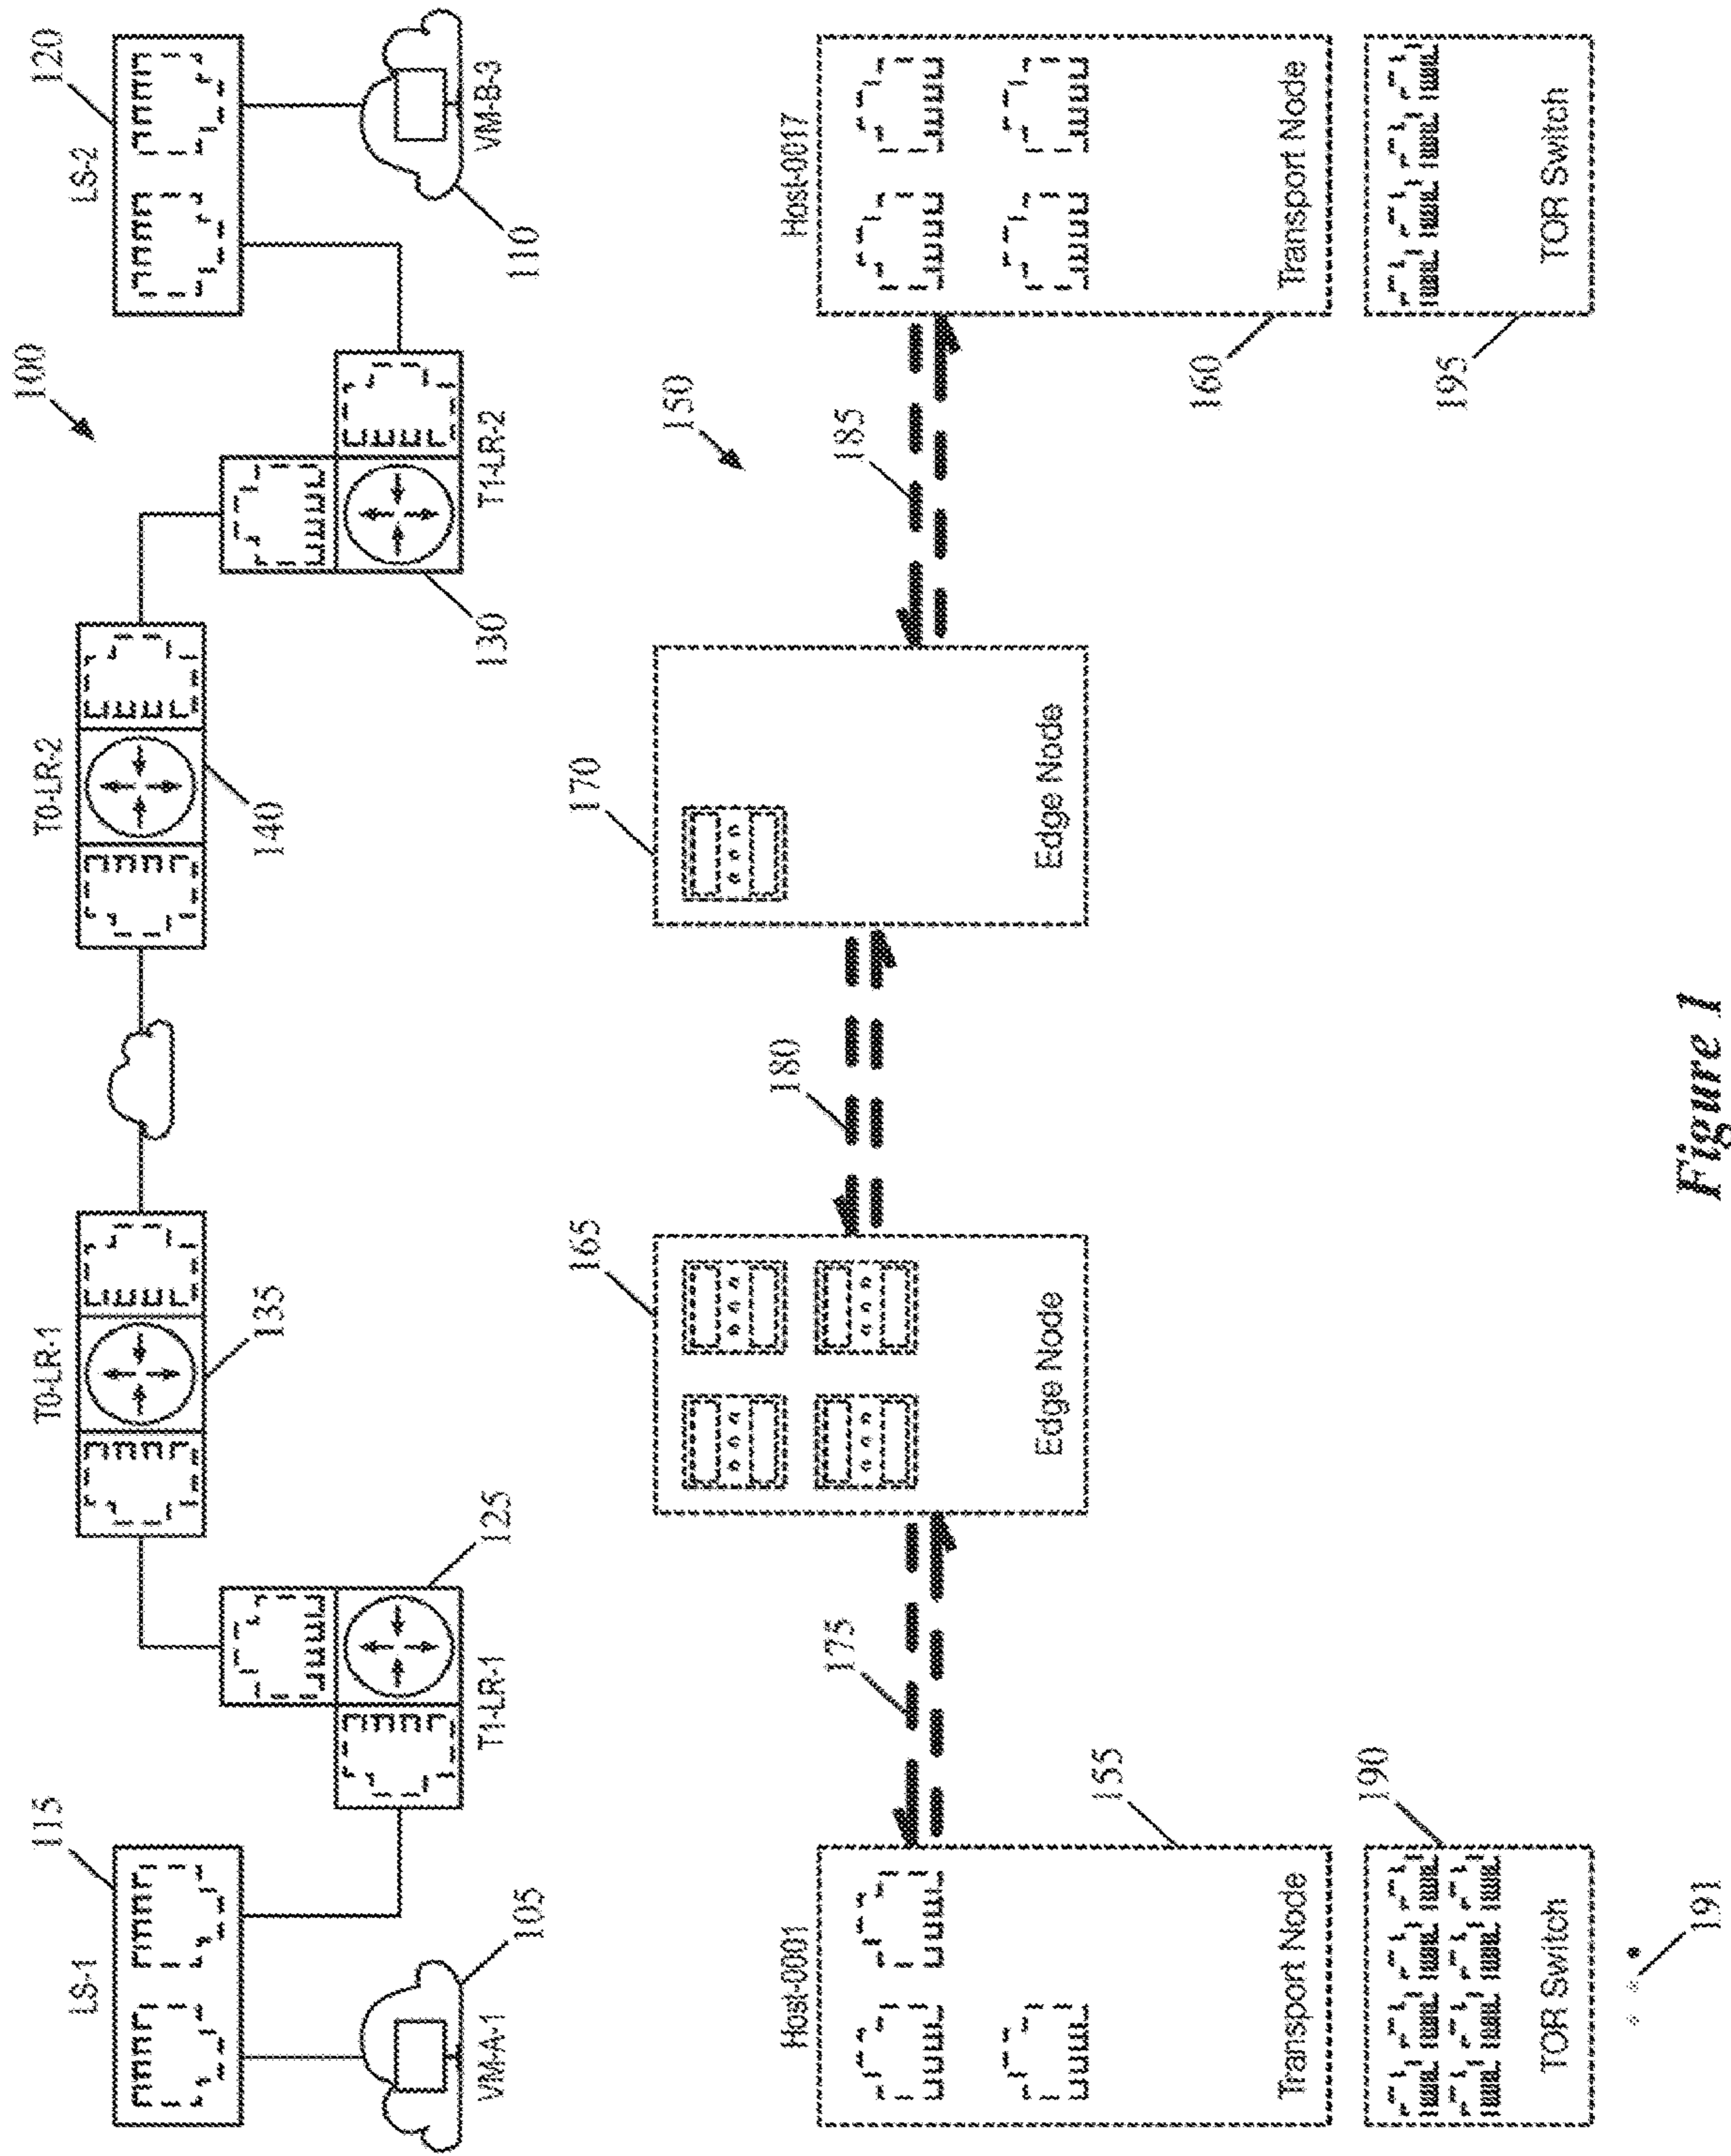 100
LS-1
115
VM-A-1
105
T1-LR-1
125
T0-LR-1
135
T0-LR-2
140
T1-LR-2
130
LS-2
120
VM-B-3
110
150
Host-0001
Transport Node
155
TOR Switch
190
191
175
165
Edge Node
180
170
Edge Node
185
Host-0017
Transport Node
160
TOR Switch
195
Figure 1